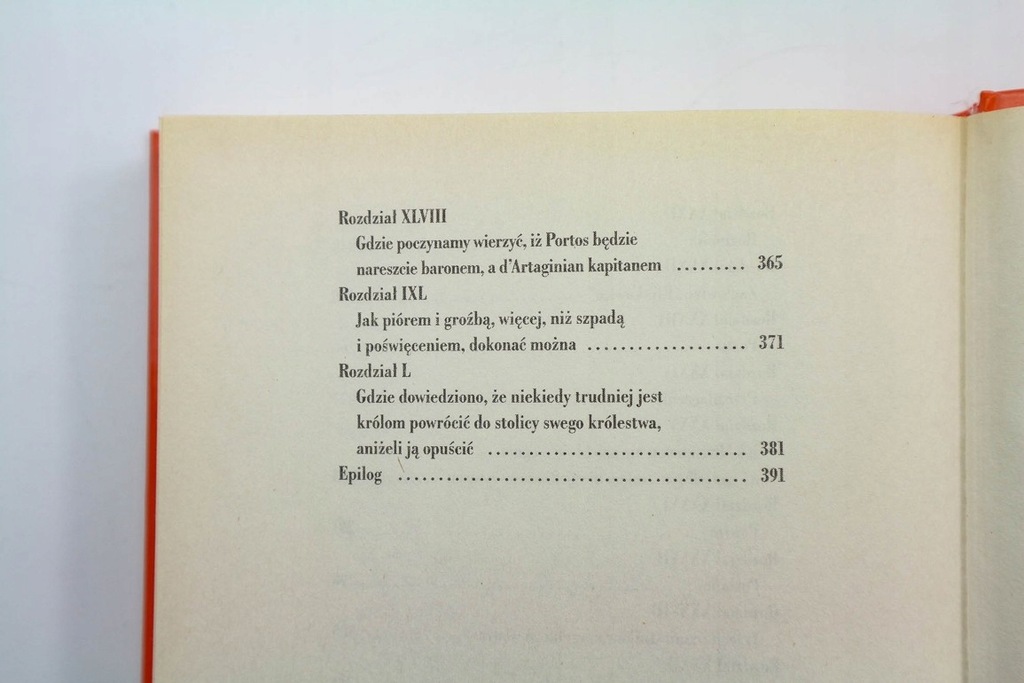 Rozdział XLVIII
Gdzie poczynamy wierzyć, iż Portos będzie
nareszcie baronem, a d'Artaginian kapitanem ......... 365
Rozdział IXL
Jak piórem i groźbą, więcej, niż szpadą
i poświęceniem, dokonać można .................... 371
Rozdział L
Gdzie dowiedziono, że niekiedy trudniej jest
królom powrócić do stolicy swego królestwa,
aniżeli ją opuścić ................................ 381
Epilog ........................................... 391